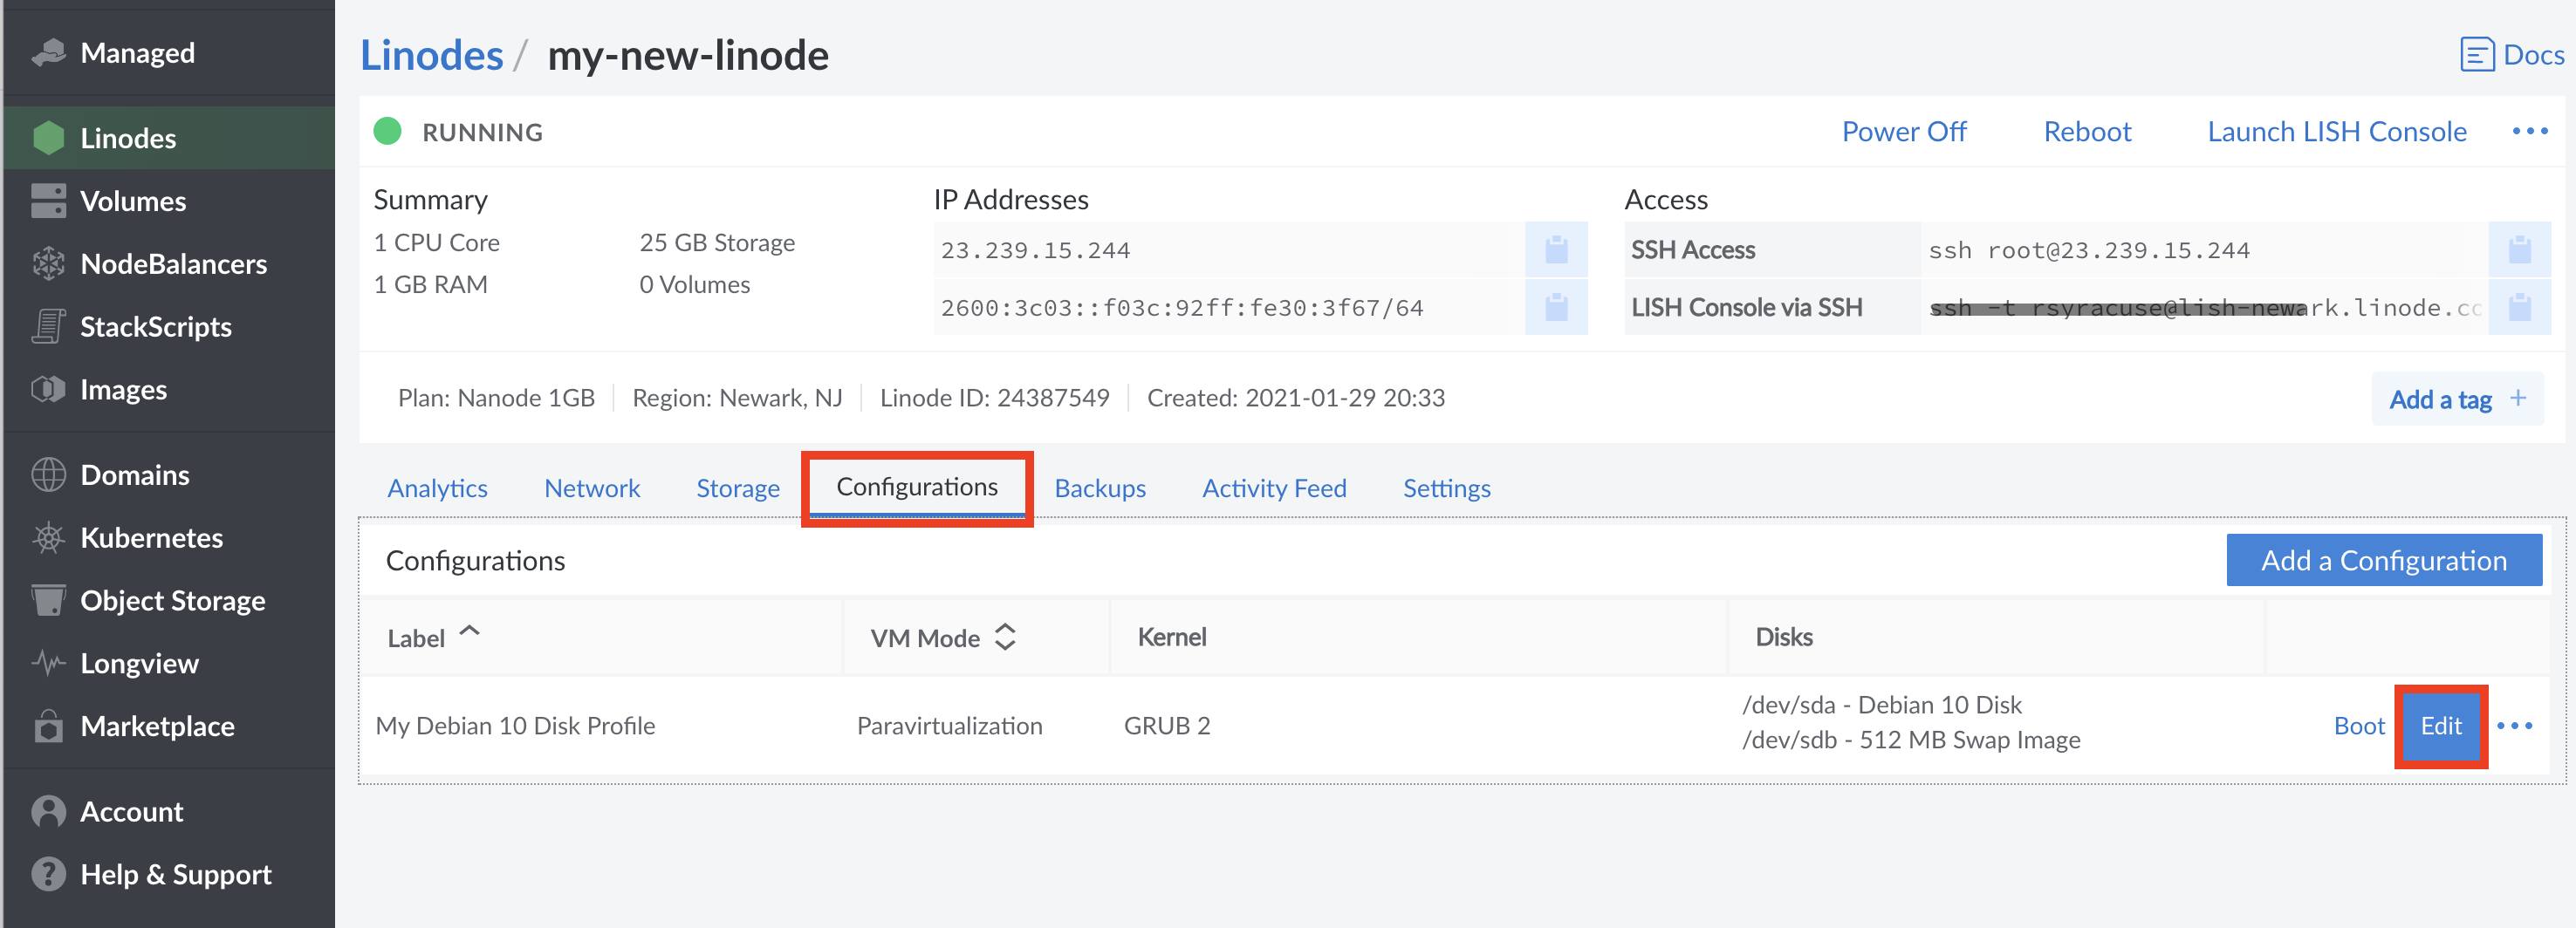 Managed
Linodes
Volumes
NodeBalancers
StackScripts
Images
Domains
Kubernetes
Object Storage
Longview
Marketplace
Account
Help & Support
Linodes / my-new-linode
Docs
RUNNING
Power Off Reboot Launch LISH Console
Summary
1 CPU Core 25 GB Storage
1 GB RAM 0 Volumes
IP Addresses
23.239.15.244
2600:3c03::f03c:92ff:fe30:3f67/64
Access
SSH Access ssh root@23.239.15.244
LISH Console via SSH ssh -t rsyracuse@lish-newark.linode.cc
Plan: Nanode 1GB Region: Newark, NJ Linode ID: 24387549 Created: 2021-01-29 20:33
Add a tag +
Analytics Network Storage Configurations Backups Activity Feed Settings
Configurations
Add a Configuration
Label VM Mode Kernel Disks
My Debian 10 Disk Profile Paravirtualization GRUB 2 /dev/sda - Debian 10 Disk
/dev/sdb - 512 MB Swap Image
Boot Edit